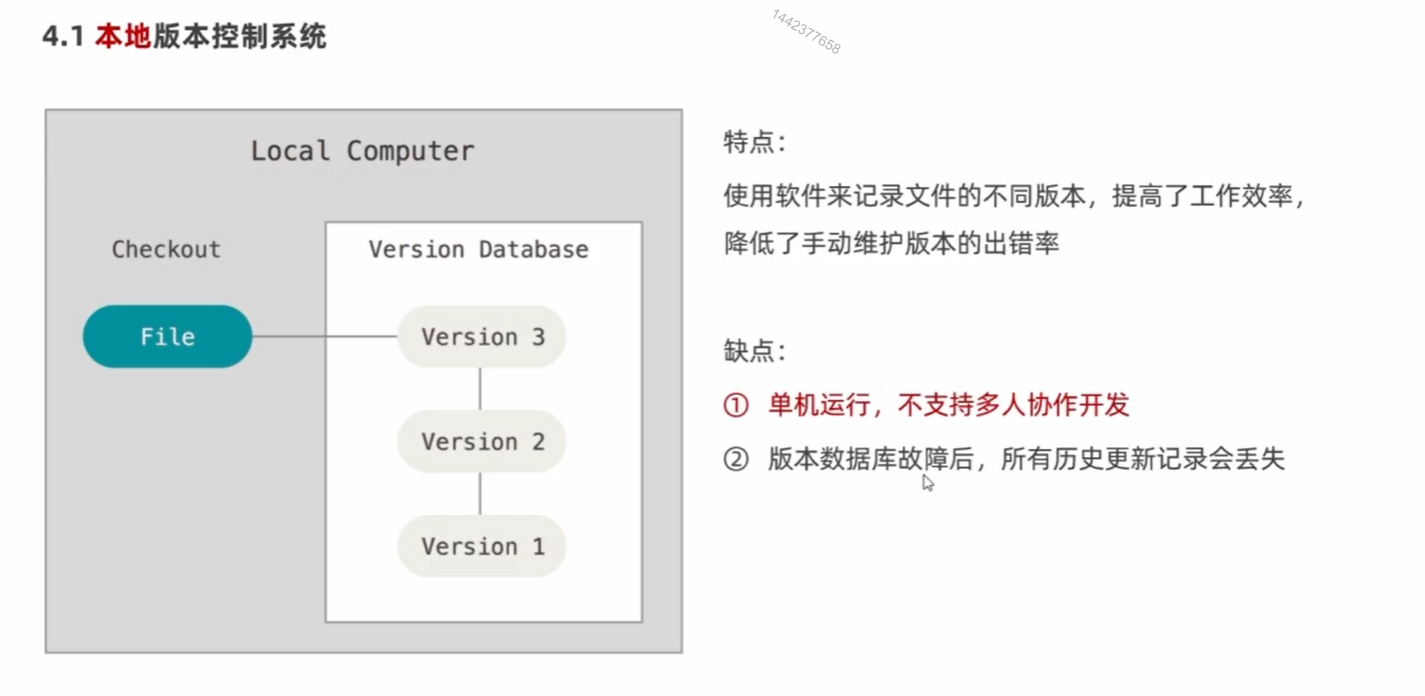 4.1 本地版本控制系统
1442377658
Local Computer
Checkout
Version Database
File
Version 3
Version 2
Version 1
特点：
使用软件来记录文件的不同版本，提高了工作效率，
降低了手动维护版本的出错率
缺点：
① 单机运行，不支持多人协作开发
② 版本数据库故障后，所有历史更新记录会丢失